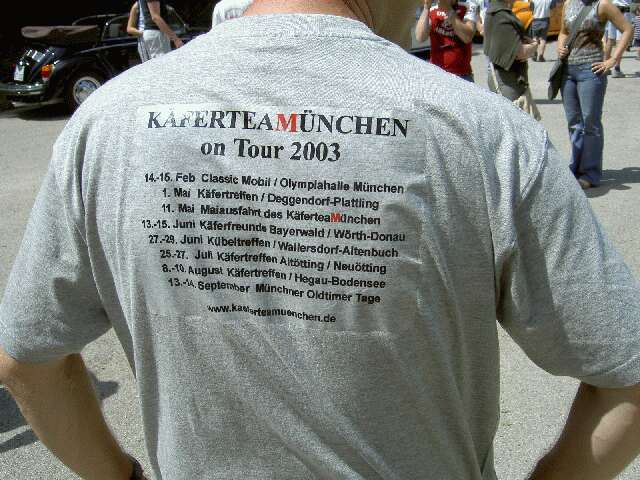 KÄFERTEAMÜNCHEN
on Tour 2003
14.-15. Feb Classic Mobil / Olympiahalle München
1. Mai Käfertreffen / Deggendorf-Plattling
11. Mai Maiausfahrt des KäferteaMünchen
13.-15. Juni Käferfreunde Bayerwald / Wörth-Donau
27.-29. Juni Kübeltreffen / Wallersdorf-Altenbuch
25.-27. Juli Käfertreffen Altötting / Neuötting
8.-10. August Käfertreffen / Hegau-Bodensee
13.-14. September Münchner Oldtimer Tage
www.kaeferteamuenchen.de